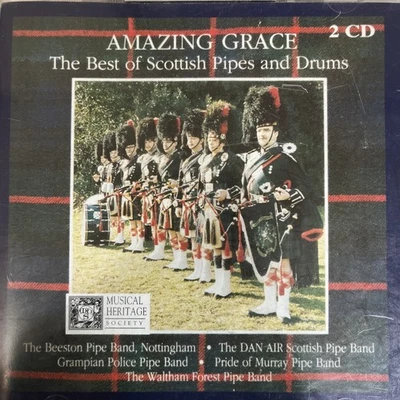 AMAZING GRACE
2 CD
The Best of Scottish Pipes and Drums
MUSICAL
HERITAGE
SOCIETY
The Beeston Pipe Band, Nottingham • The DAN AIR Scottish Pipe Band
Grampian Police Pipe Band • Pride of Murray Pipe Band
The Waltham Forest Pipe Band